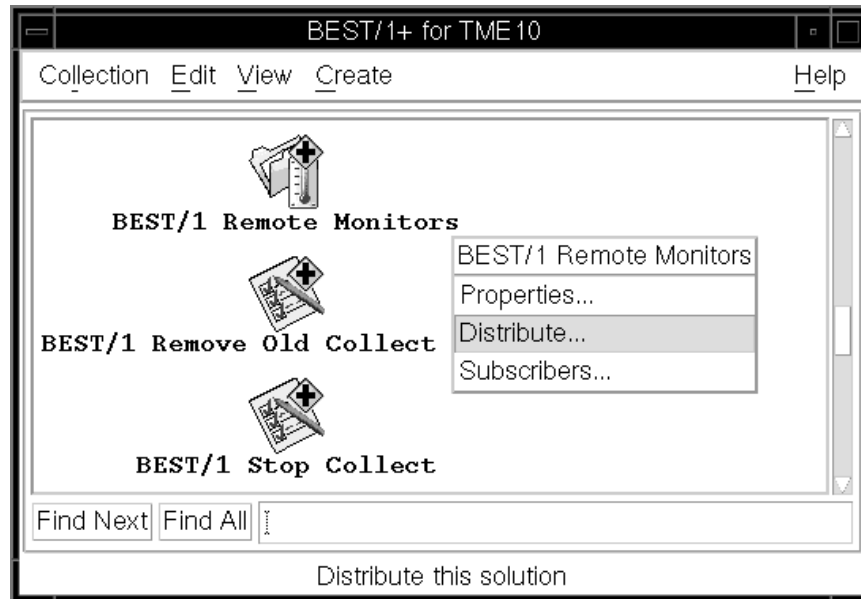 BEST/1+ for TME10
Collection Edit View Create Help
BEST/1 Remote Monitors
BEST/1 Remote Monitors
Properties...
Distribute...
Subscribers...
BEST/1 Remove Old Collect
BEST/1 Stop Collect
Find Next Find All
Distribute this solution